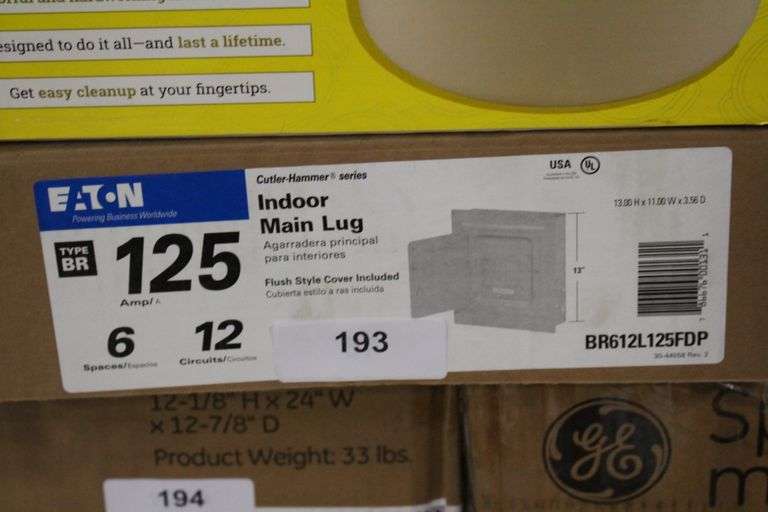 esigned to do it all—and last a lifetime.
Get easy cleanup at your fingertips.
EATON
Powering Business Worldwide
Cutler-Hammer® series
Indoor
Main Lug
Agarradera principal
para interiores
Flush Style Cover Included
Cubierta estilo a ras incluida
TYPE
BR
125
Amp/A
6
Spaces/Espacios
12
Circuits/Circuitos
193
USA UL
13.00 H x 11.00 W x 3.56 D
13"
BR612L125FDP
12-1/8" H x 24" W
x 12-7/8" D
Product Weight: 33 lbs.
194
GE